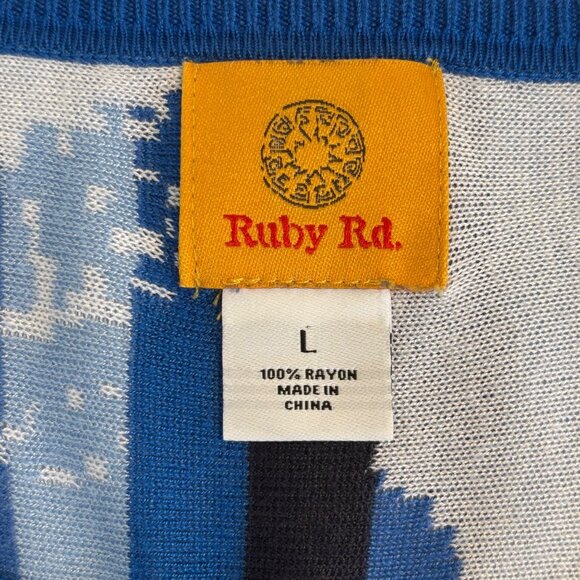 Ruby Rd.
L
100% RAYON
MADE IN
CHINA